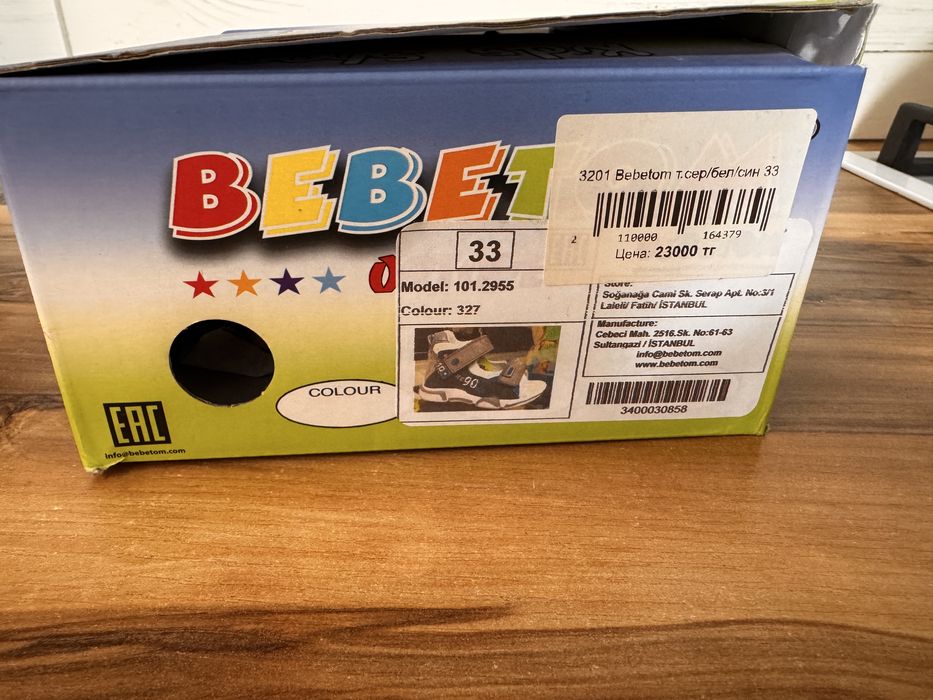 BEBETOM
3201 Bebetom т.сер/бел/син 33
2 110000 164379
Цена: 23000 тг
33
Model: 101.2955
Colour: 327
Store:
Soğanağa Cami Sk. Serap Apt. No:3/1
Laleli/ Fatih/ İSTANBUL
Manufacture:
Cebeci Mah. 2516.Sk. No:61-63
Sultangazi / İSTANBUL
info@bebetom.com
www.bebetom.com
3400030858
90
COLOUR
EAC
info@bebetom.com